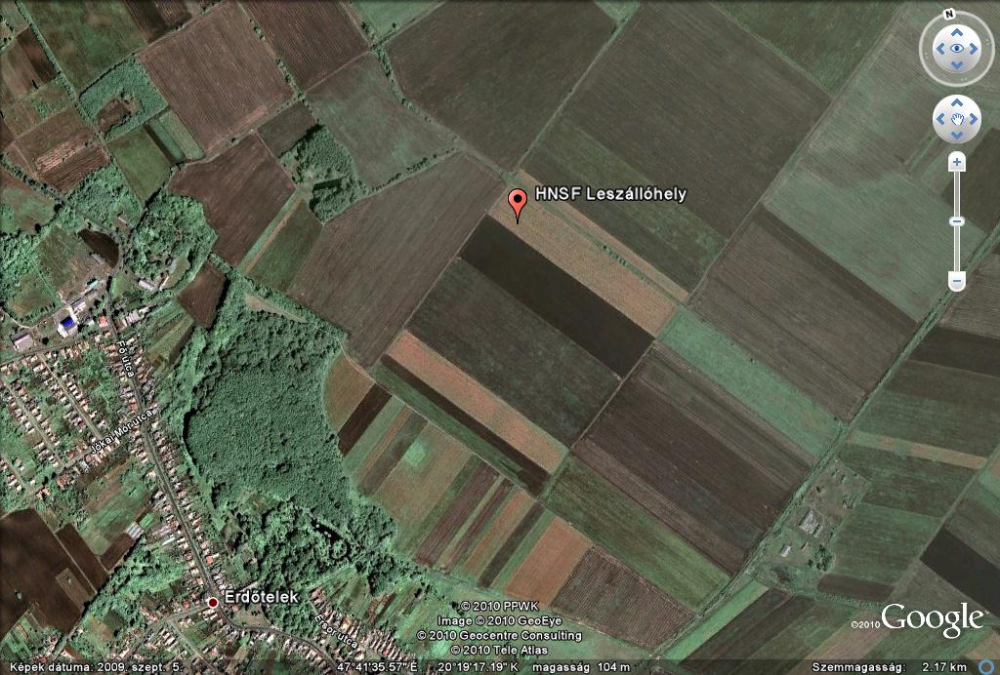 N
HNSF Leszállóhely
Fő utca
Jókai Mór utca
Erdőtelek
© 2010 PPWK
Image © 2010 GeoEye
© 2010 Geocentre Consulting
© 2010 Tele Atlas
©2010 Google
Képek dátuma: 2009. szept. 5.
47°41'35.57" É
20°19'17.19" K
magasság 104 m
Szemmagasság: 2.17 km